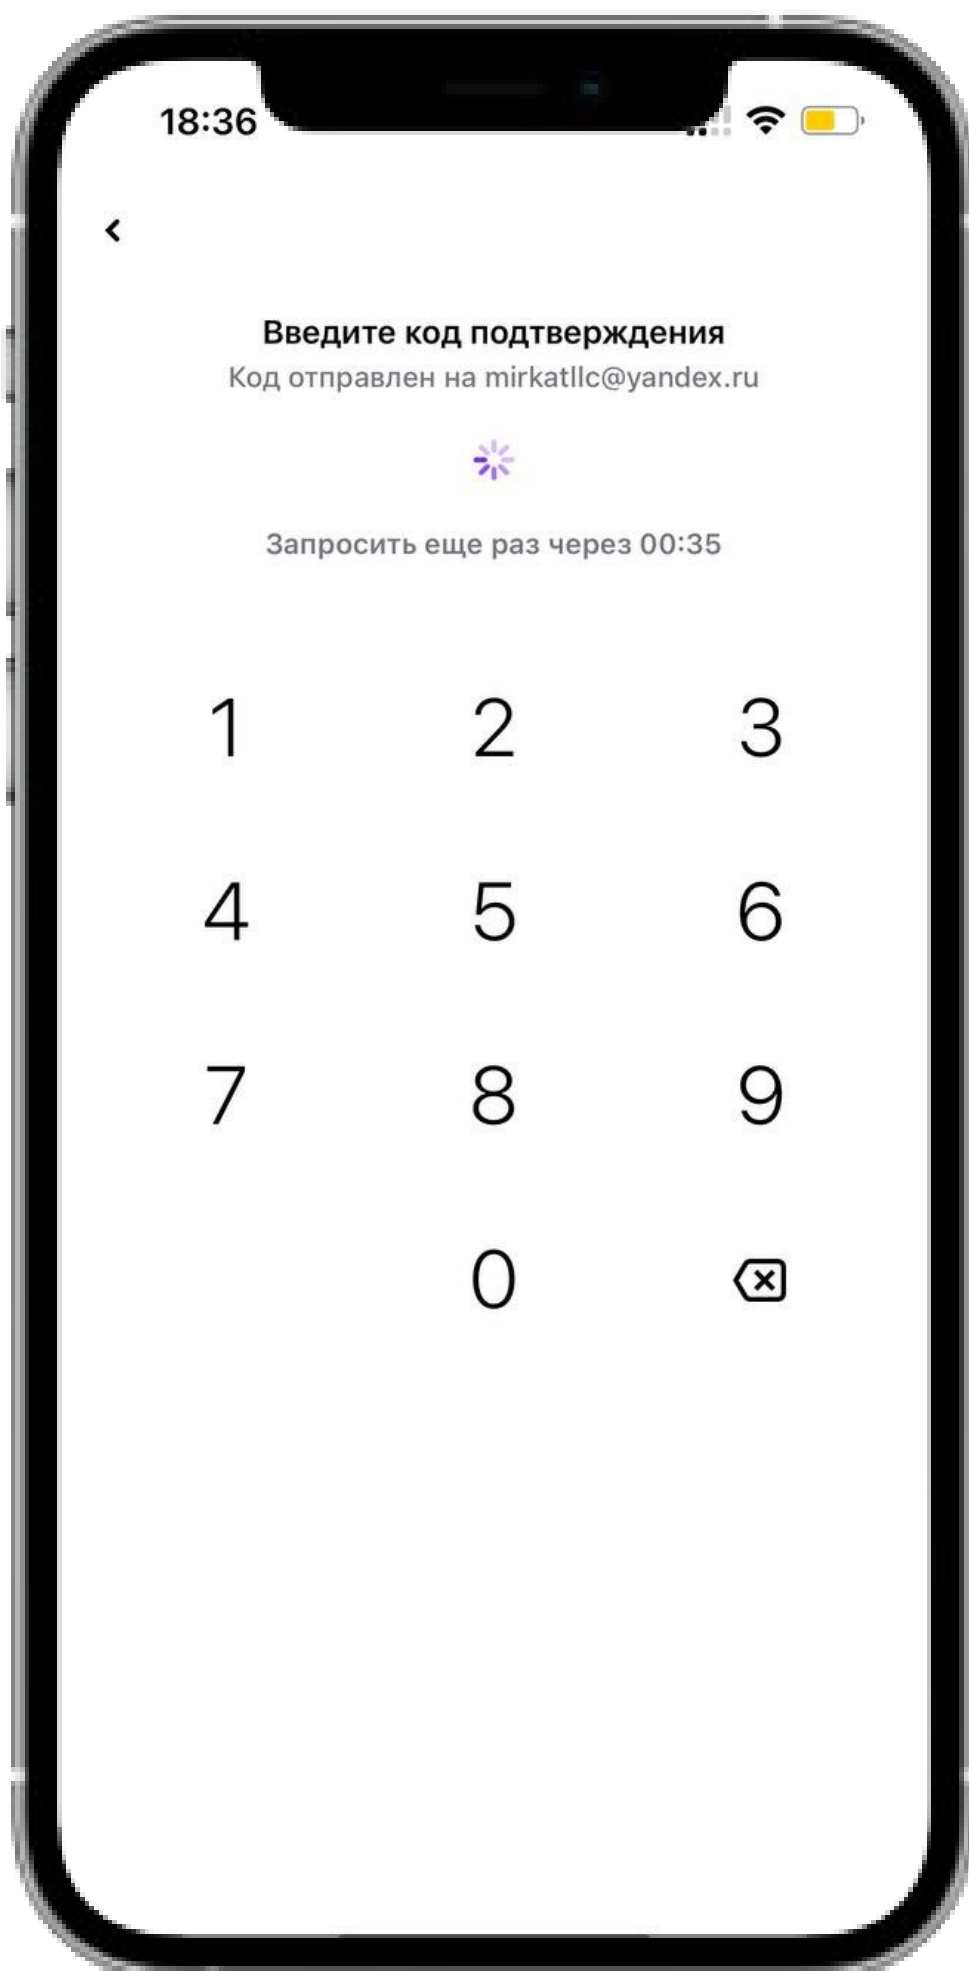 18:36
Введите код подтверждения
Код отправлен на mirkatllc@yandex.ru
Запросить еще раз через 00:35
1 2 3
4 5 6
7 8 9
0